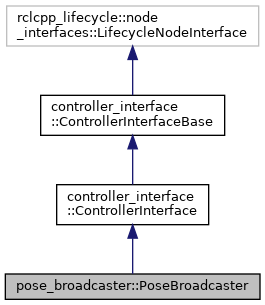 rclcpp_lifecycle::node
_interfaces::LifecycleNodeInterface
controller_interface
::ControllerInterfaceBase
controller_interface
::ControllerInterface
pose_broadcaster::PoseBroadcaster